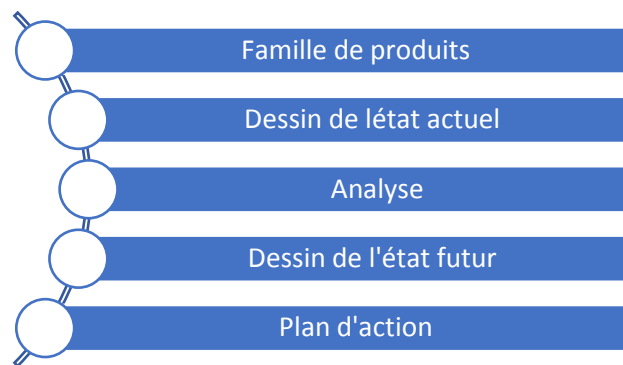 Famille de produits
Dessin de létat actuel
Analyse
Dessin de l'état futur
Plan d'action